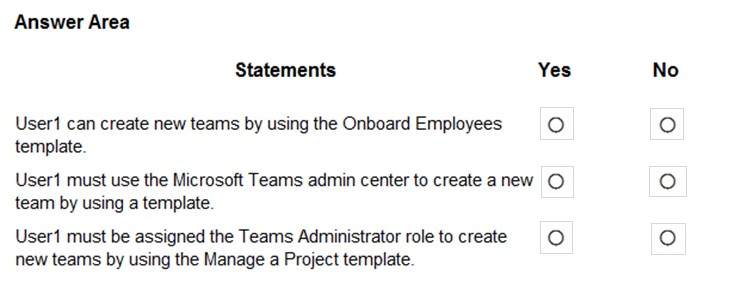 Answer Area
Statements Yes No
User1 can create new teams by using the Onboard Employees
template.
User1 must use the Microsoft Teams admin center to create a new
team by using a template.
User1 must be assigned the Teams Administrator role to create
new teams by using the Manage a Project template.